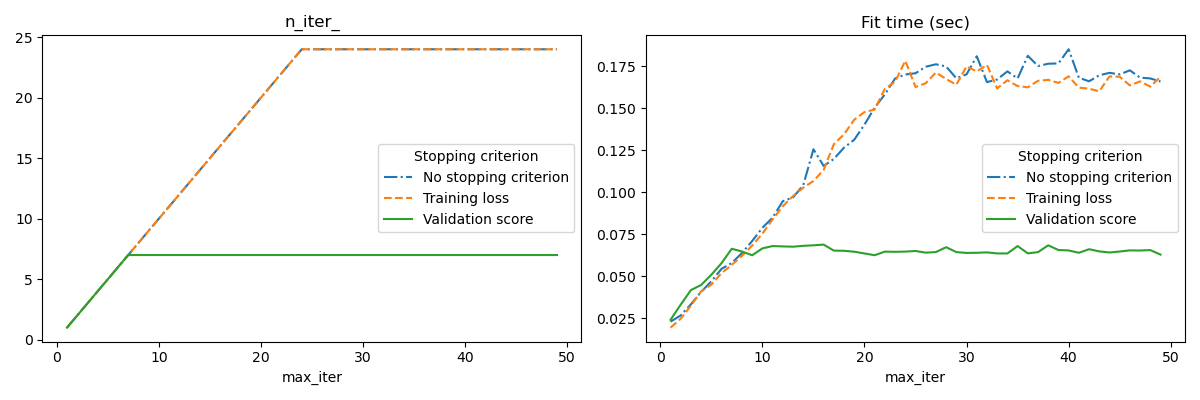 n_iter_
25
20
15
10
5
0
0
10
20
30
40
50
max_iter
Stopping criterion
No stopping criterion
Training loss
Validation score
Fit time (sec)
0.175
0.150
0.125
0.100
0.075
0.050
0.025
0
10
20
30
40
50
max_iter
Stopping criterion
No stopping criterion
Training loss
Validation score